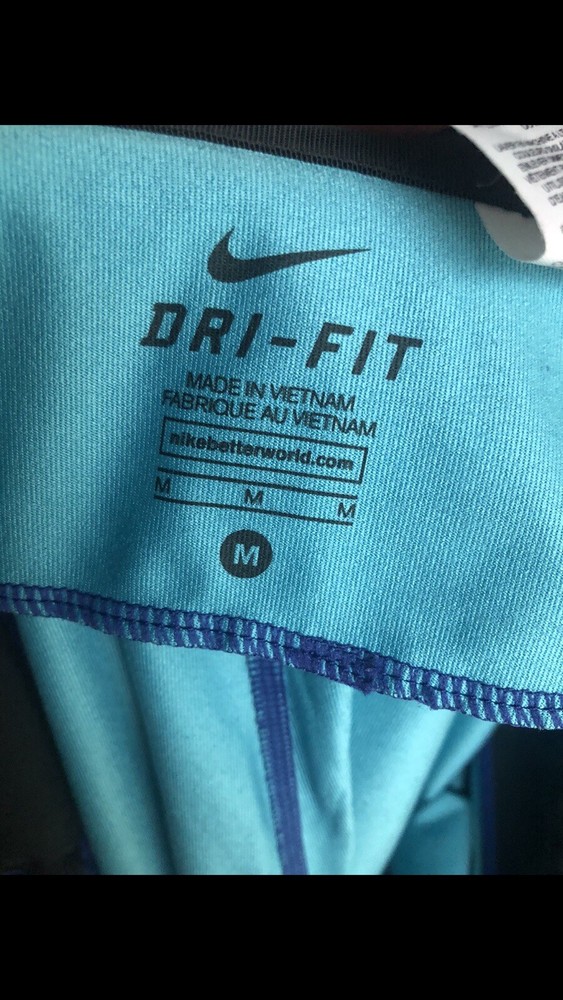 DRI-FIT
MADE IN VIETNAM
FABRIQUE AU VIETNAM
nikebetterworld.com
M M M
M